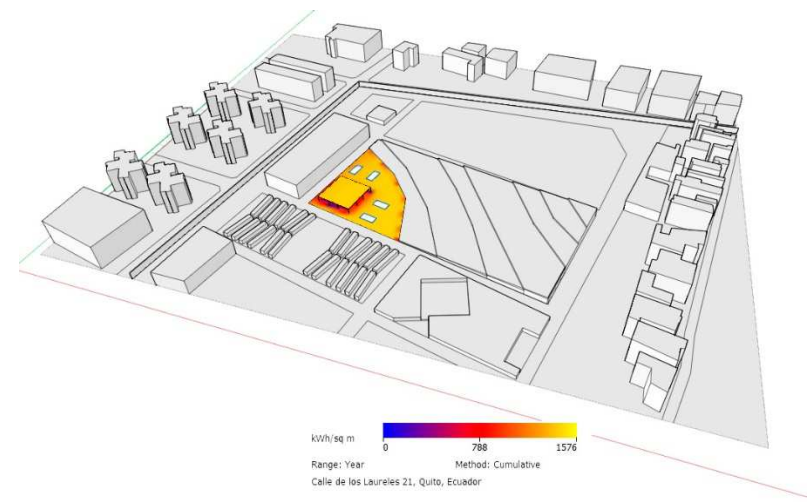 kWh/sq m
0 788 1576
Range: Year Method: Cumulative
Calle de los Laureles 21, Quito, Ecuador